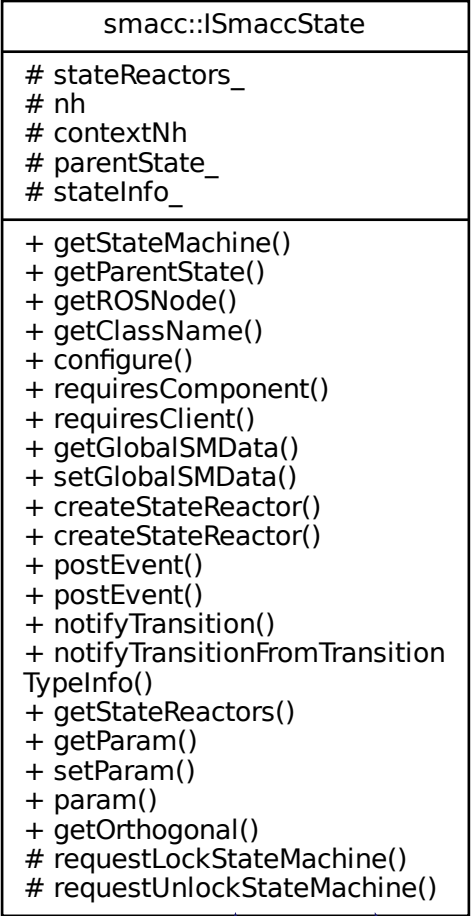 smacc::ISmaccState
# stateReactors_
# nh
# contextNh
# parentState_
# stateInfo_
+ getStateMachine()
+ getParentState()
+ getROSNode()
+ getClassName()
+ configure()
+ requiresComponent()
+ requiresClient()
+ getGlobalSMData()
+ setGlobalSMData()
+ createStateReactor()
+ createStateReactor()
+ postEvent()
+ postEvent()
+ notifyTransition()
+ notifyTransitionFromTransition
TypeInfo()
+ getStateReactors()
+ getParam()
+ setParam()
+ param()
+ getOrthogonal()
# requestLockStateMachine()
# requestUnlockStateMachine()